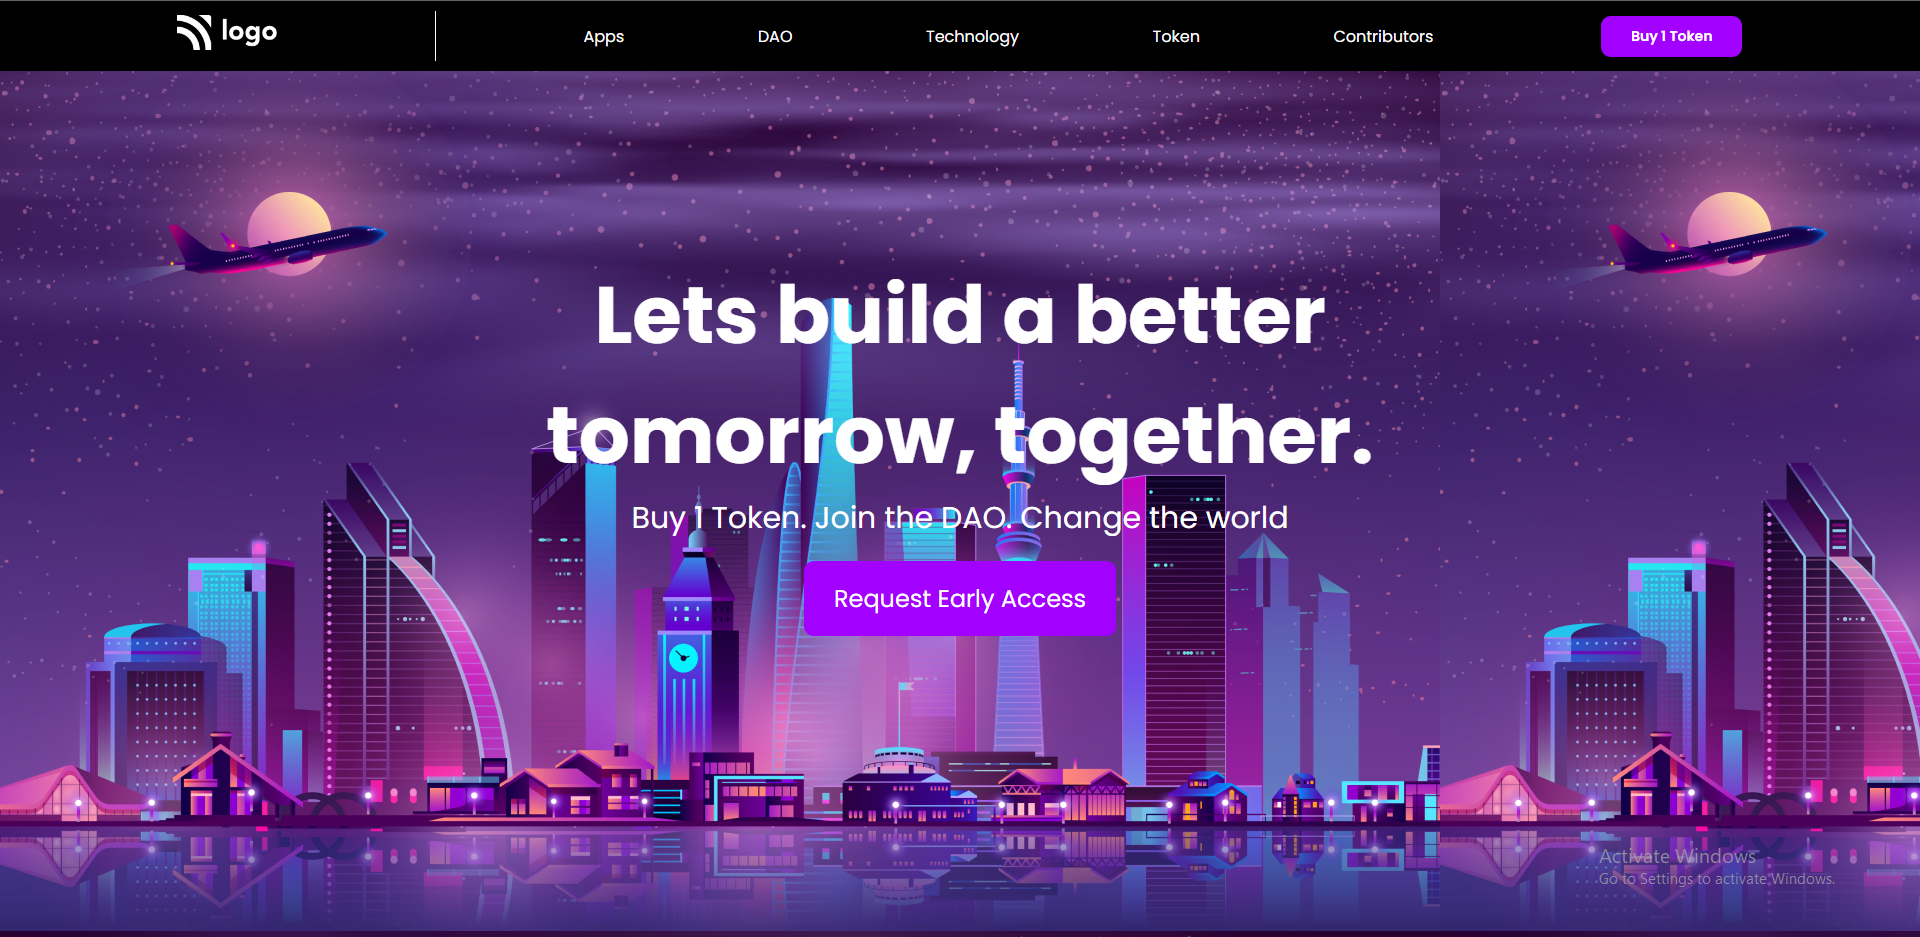 logo
Apps
DAO
Technology
Token
Contributors
Buy 1 Token
Lets build a better
tomorrow, together.
Buy 1 Token. Join the DAO. Change the world
Request Early Access
Activate Windows
Go to Settings to activate Windows.